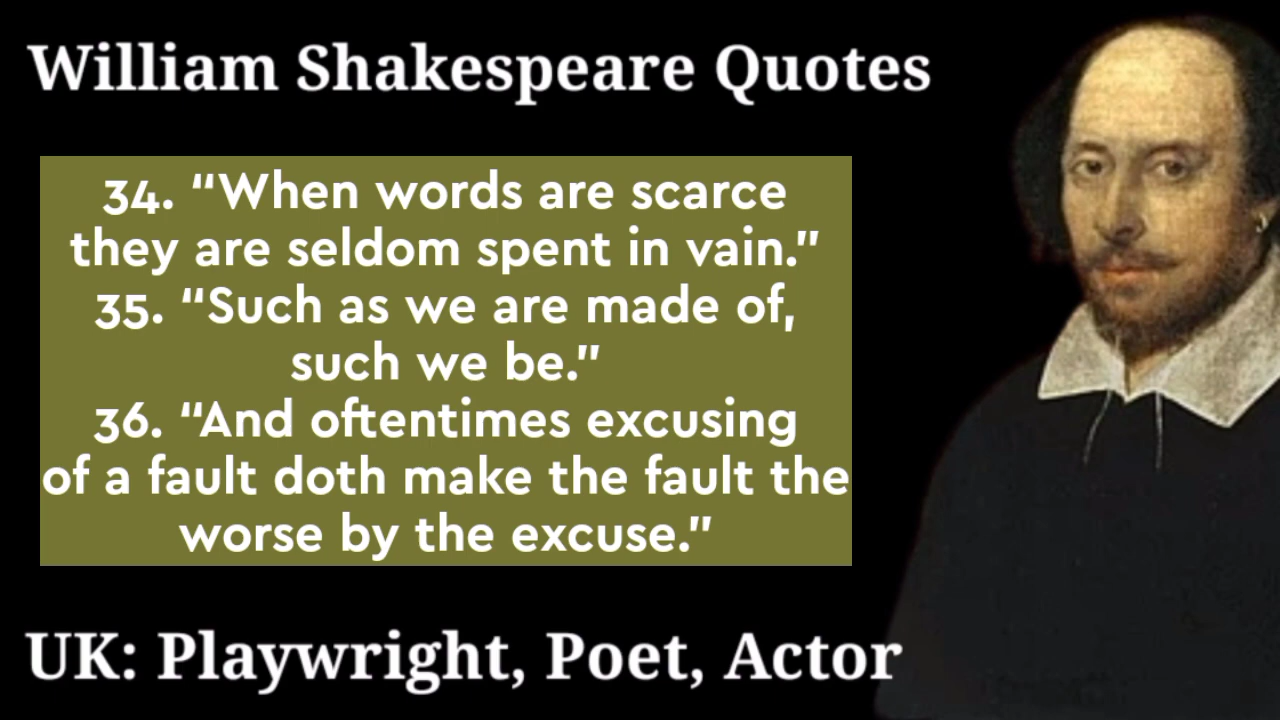 William Shakespeare Quotes
34. “When words are scarce
they are seldom spent in vain.”
35. “Such as we are made of,
such we be.”
36. “And oftentimes excusing
of a fault doth make the fault the
worse by the excuse.”
UK: Playwright, Poet, Actor